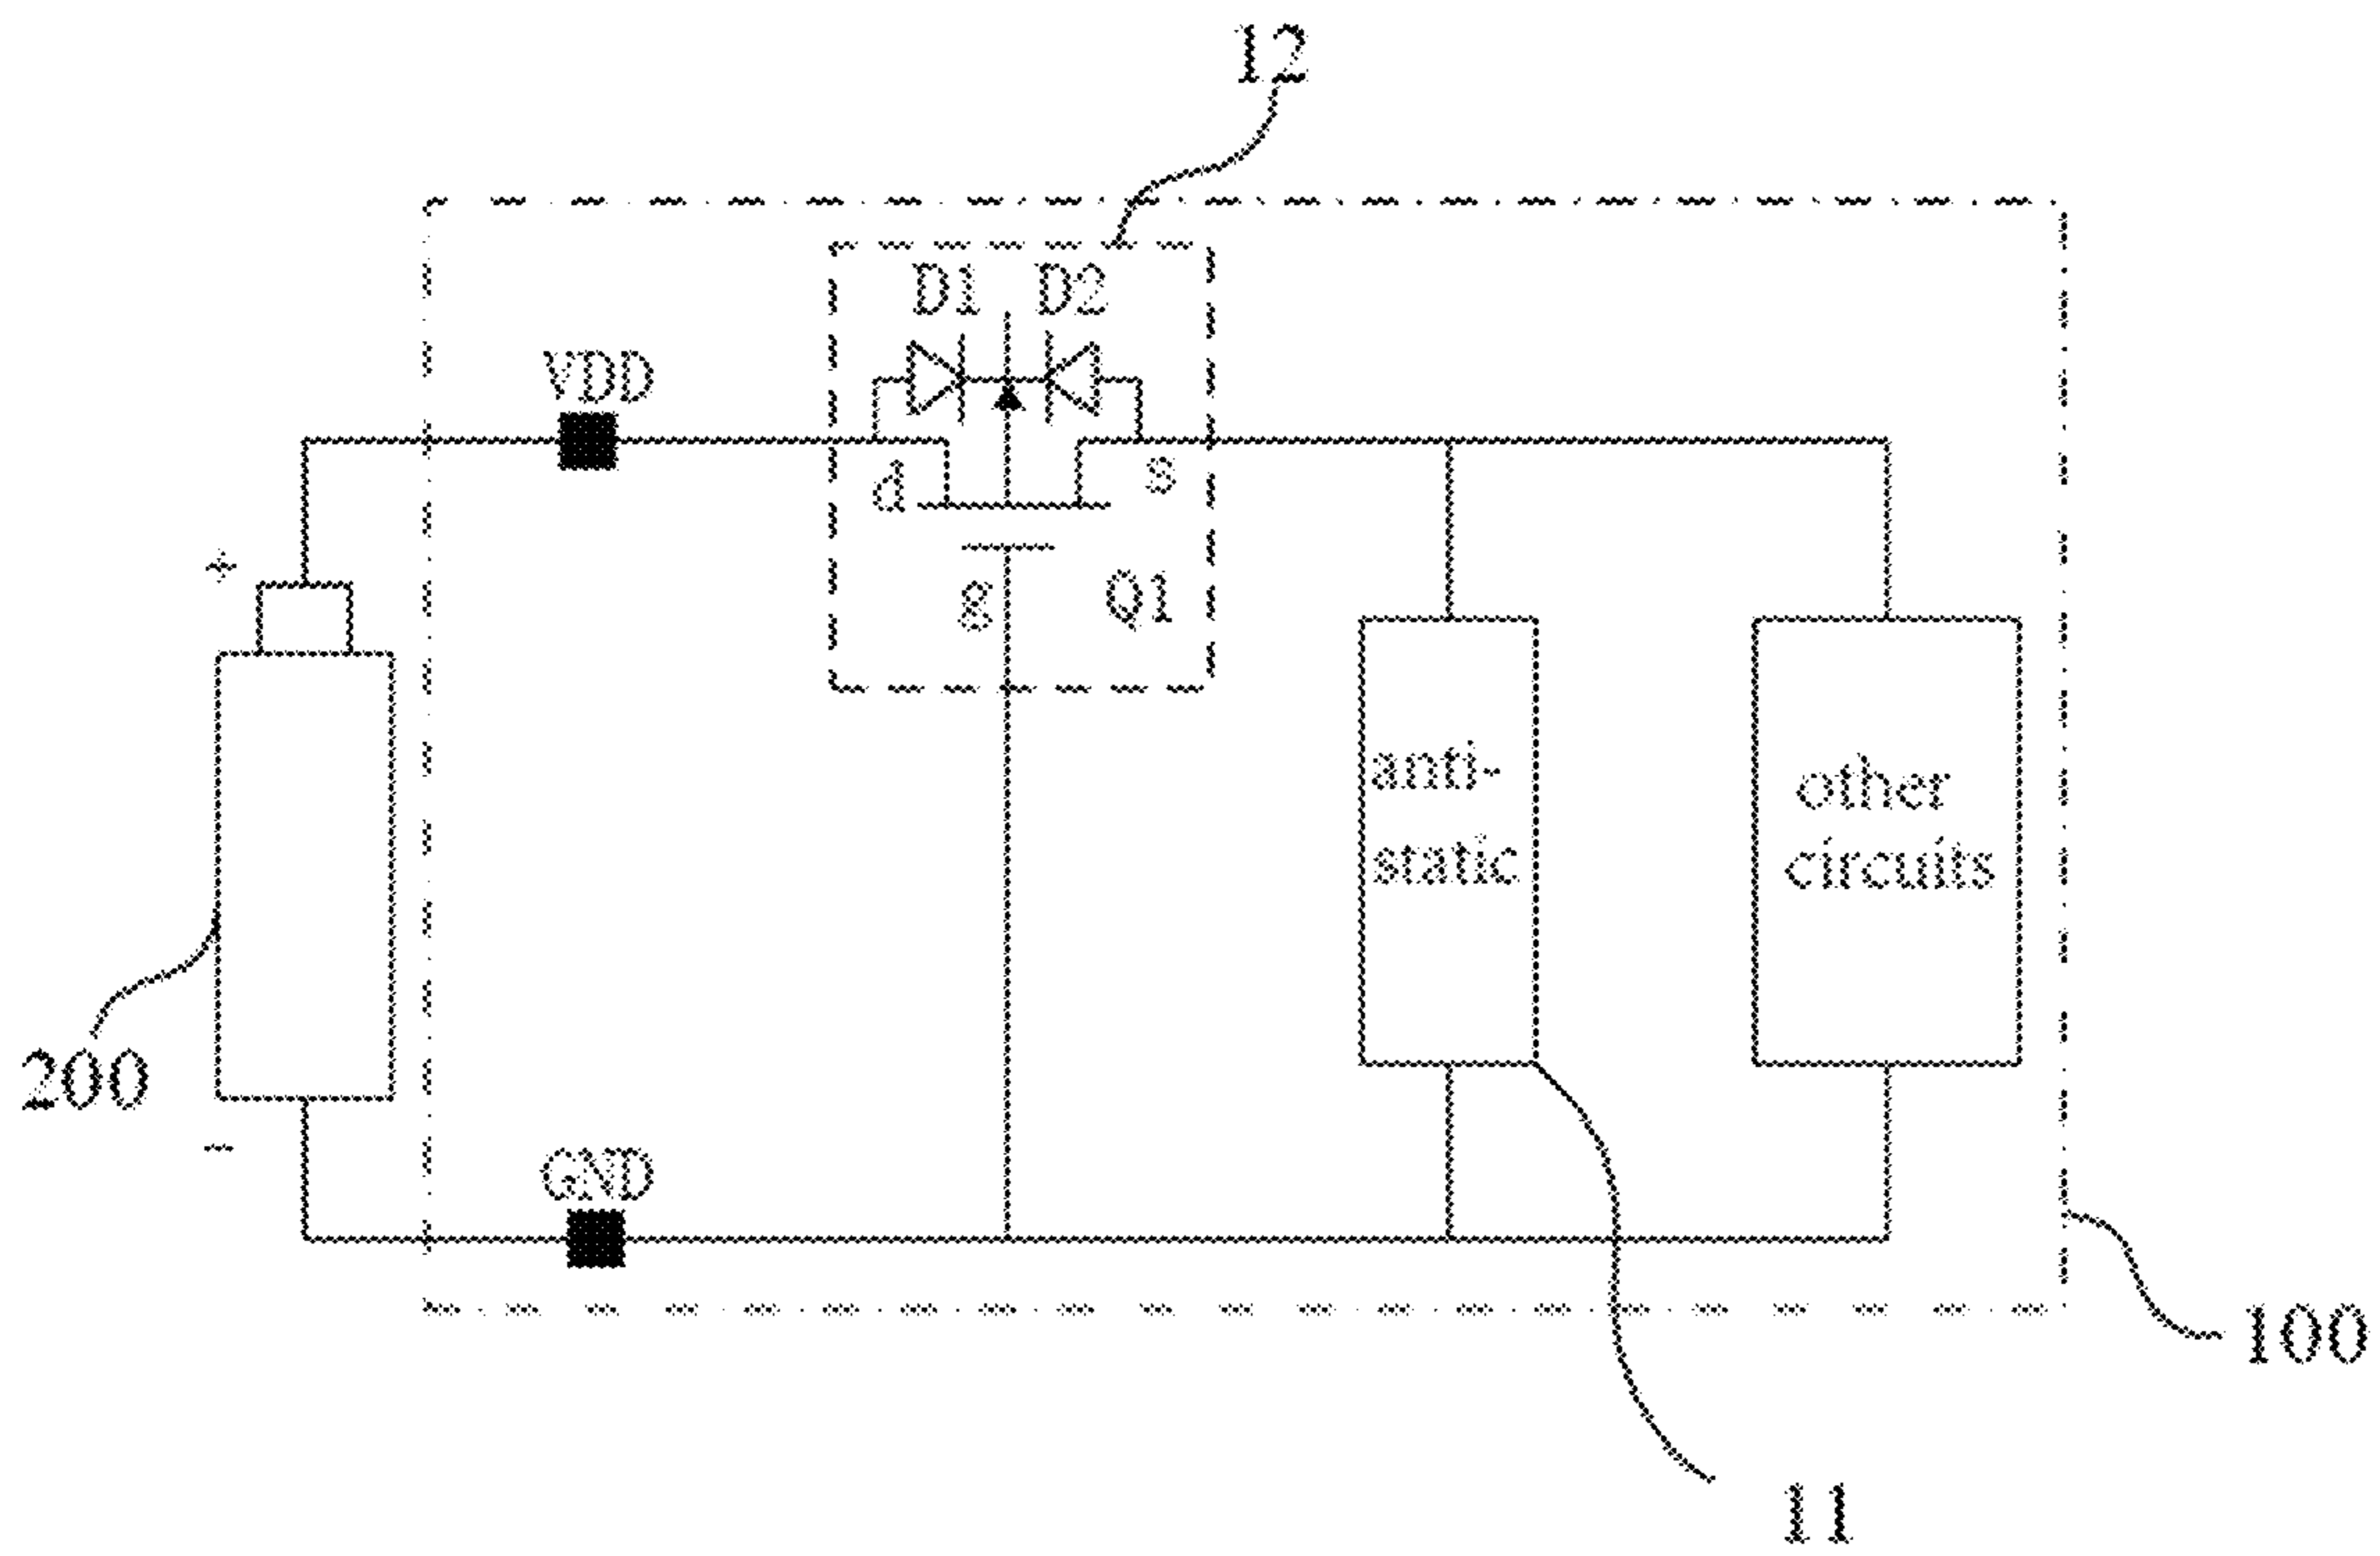 12
D1 D2
VDD
d
s
+
g
Q1
anti-
static
other
circuits
200
-
GND
100
11